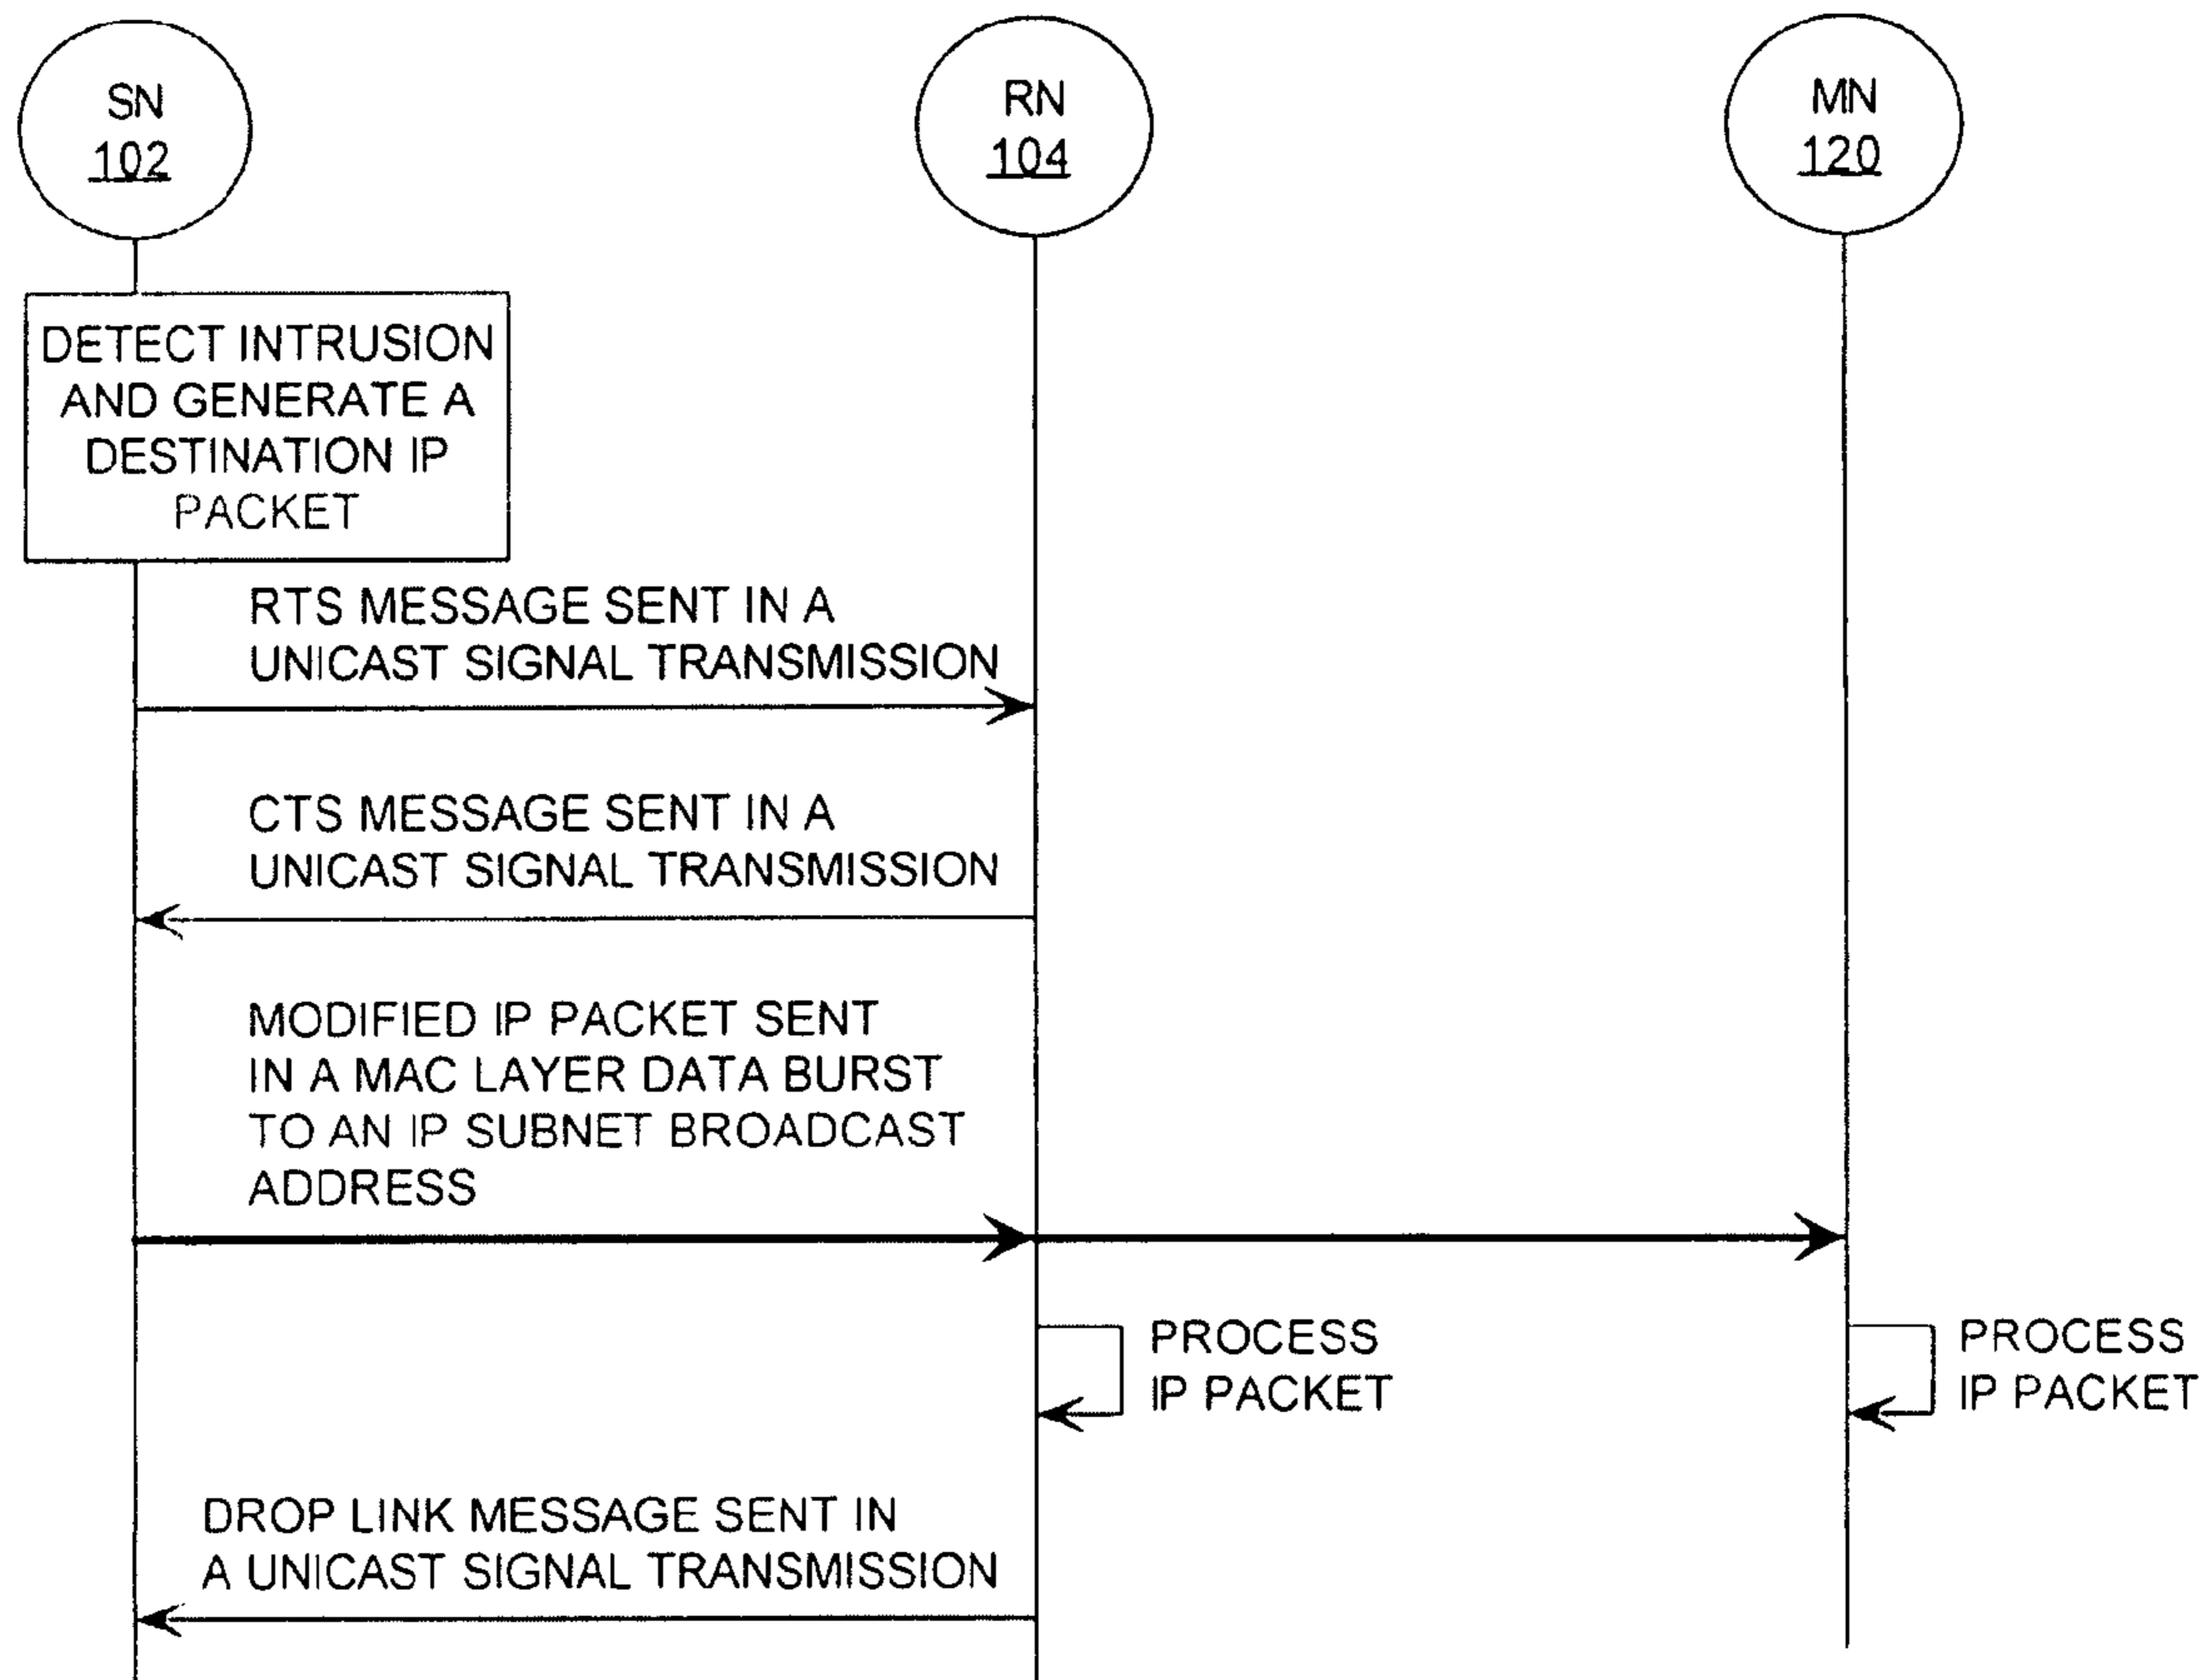 SN
102
RN
104
MN
120
DETECT INTRUSION
AND GENERATE A
DESTINATION IP
PACKET
RTS MESSAGE SENT IN A
UNICAST SIGNAL TRANSMISSION
CTS MESSAGE SENT IN A
UNICAST SIGNAL TRANSMISSION
MODIFIED IP PACKET SENT
IN A MAC LAYER DATA BURST
TO AN IP SUBNET BROADCAST
ADDRESS
PROCESS
IP PACKET
PROCESS
IP PACKET
DROP LINK MESSAGE SENT IN
A UNICAST SIGNAL TRANSMISSION